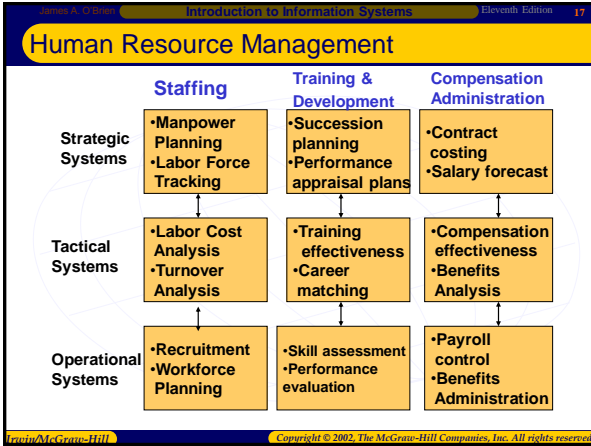 James A. O'Brien Introduction to Information Systems Eleventh Edition 17
Human Resource Management
Staffing
Training &
Development
Compensation
Administration
Strategic
Systems
•Manpower
Planning
•Labor Force
Tracking
•Succession
planning
•Performance
appraisal plans
•Contract
costing
•Salary forecast
Tactical
Systems
•Labor Cost
Analysis
•Turnover
Analysis
•Training
effectiveness
•Career
matching
•Compensation
effectiveness
•Benefits
Analysis
Operational
Systems
•Recruitment
•Workforce
Planning
•Skill assessment
•Performance
evaluation
•Payroll
control
•Benefits
Administration
Irwin/McGraw-Hill Copyright © 2002, The McGraw-Hill Companies, Inc. All rights reserved